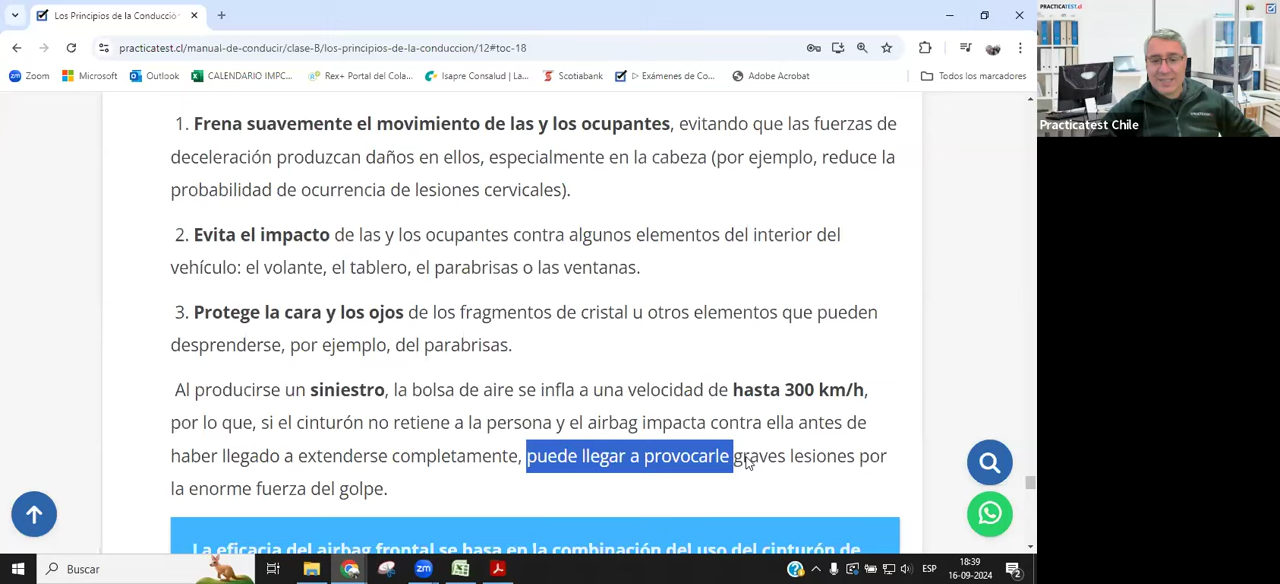 Los Principios de la Conducción
practicatest.cl/manual-de-conducir/clase-B/los-principios-de-la-conduccion/12#toc-18
Zoom
Microsoft
Outlook
CALENDARIO IMPC...
Rex+ Portal del Cola...
Isapre Consalud | La...
Scotiabank
▷ Exámenes de Co...
Adobe Acrobat
Todos los marcadores
PRACTICATEST.cl
Practicatest Chile
1. Frena suavemente el movimiento de las y los ocupantes, evitando que las fuerzas de
deceleración produzcan daños en ellos, especialmente en la cabeza (por ejemplo, reduce la
probabilidad de ocurrencia de lesiones cervicales).
2. Evita el impacto de las y los ocupantes contra algunos elementos del interior del
vehículo: el volante, el tablero, el parabrisas o las ventanas.
3. Protege la cara y los ojos de los fragmentos de cristal u otros elementos que pueden
desprenderse, por ejemplo, del parabrisas.
Al producirse un siniestro, la bolsa de aire se infla a una velocidad de hasta 300 km/h,
por lo que, si el cinturón no retiene a la persona y el airbag impacta contra ella antes de
haber llegado a extenderse completamente, puede llegar a provocarle graves lesiones por
la enorme fuerza del golpe.
La eficacia del airbag frontal se basa en la combinación del uso del cinturón de
Buscar
zm
ESP
18:39
16-09-2024
2